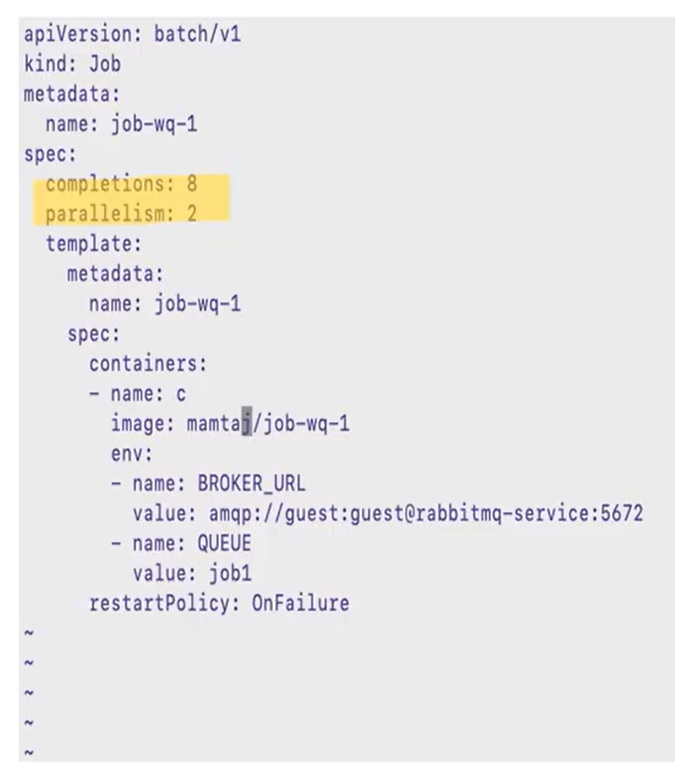 apiVersion: batch/v1
kind: Job
metadata:
  name: job-wq-1
spec:
  completions: 8
  parallelism: 2
  template:
    metadata:
      name: job-wq-1
    spec:
      containers:
      - name: c
        image: mamtaj/job-wq-1
        env:
        - name: BROKER_URL
          value: amqp://guest:guest@rabbitmq-service:5672
        - name: QUEUE
          value: job1
      restartPolicy: OnFailure
~
~
~
~
~